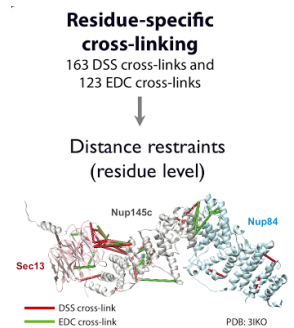 Residue-specific
cross-linking
163 DSS cross-links and
123 EDC cross-links
Distance restraints
(residue level)
Nup145c
Nup84
Sec13
DSS cross-link
EDC cross-link
PDB: 3IKO